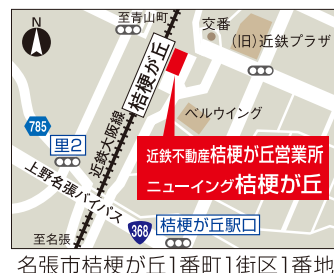 至青山町
交番
N
(旧)近鉄プラザ
桔梗が丘
ベルウイング
785
里2
近鉄大阪線
近鉄不動産桔梗が丘営業所
ニューイング桔梗が丘
上野名張バイパス
368
桔梗が丘駅口
至名張
名張市桔梗が丘1番町1街区1番地